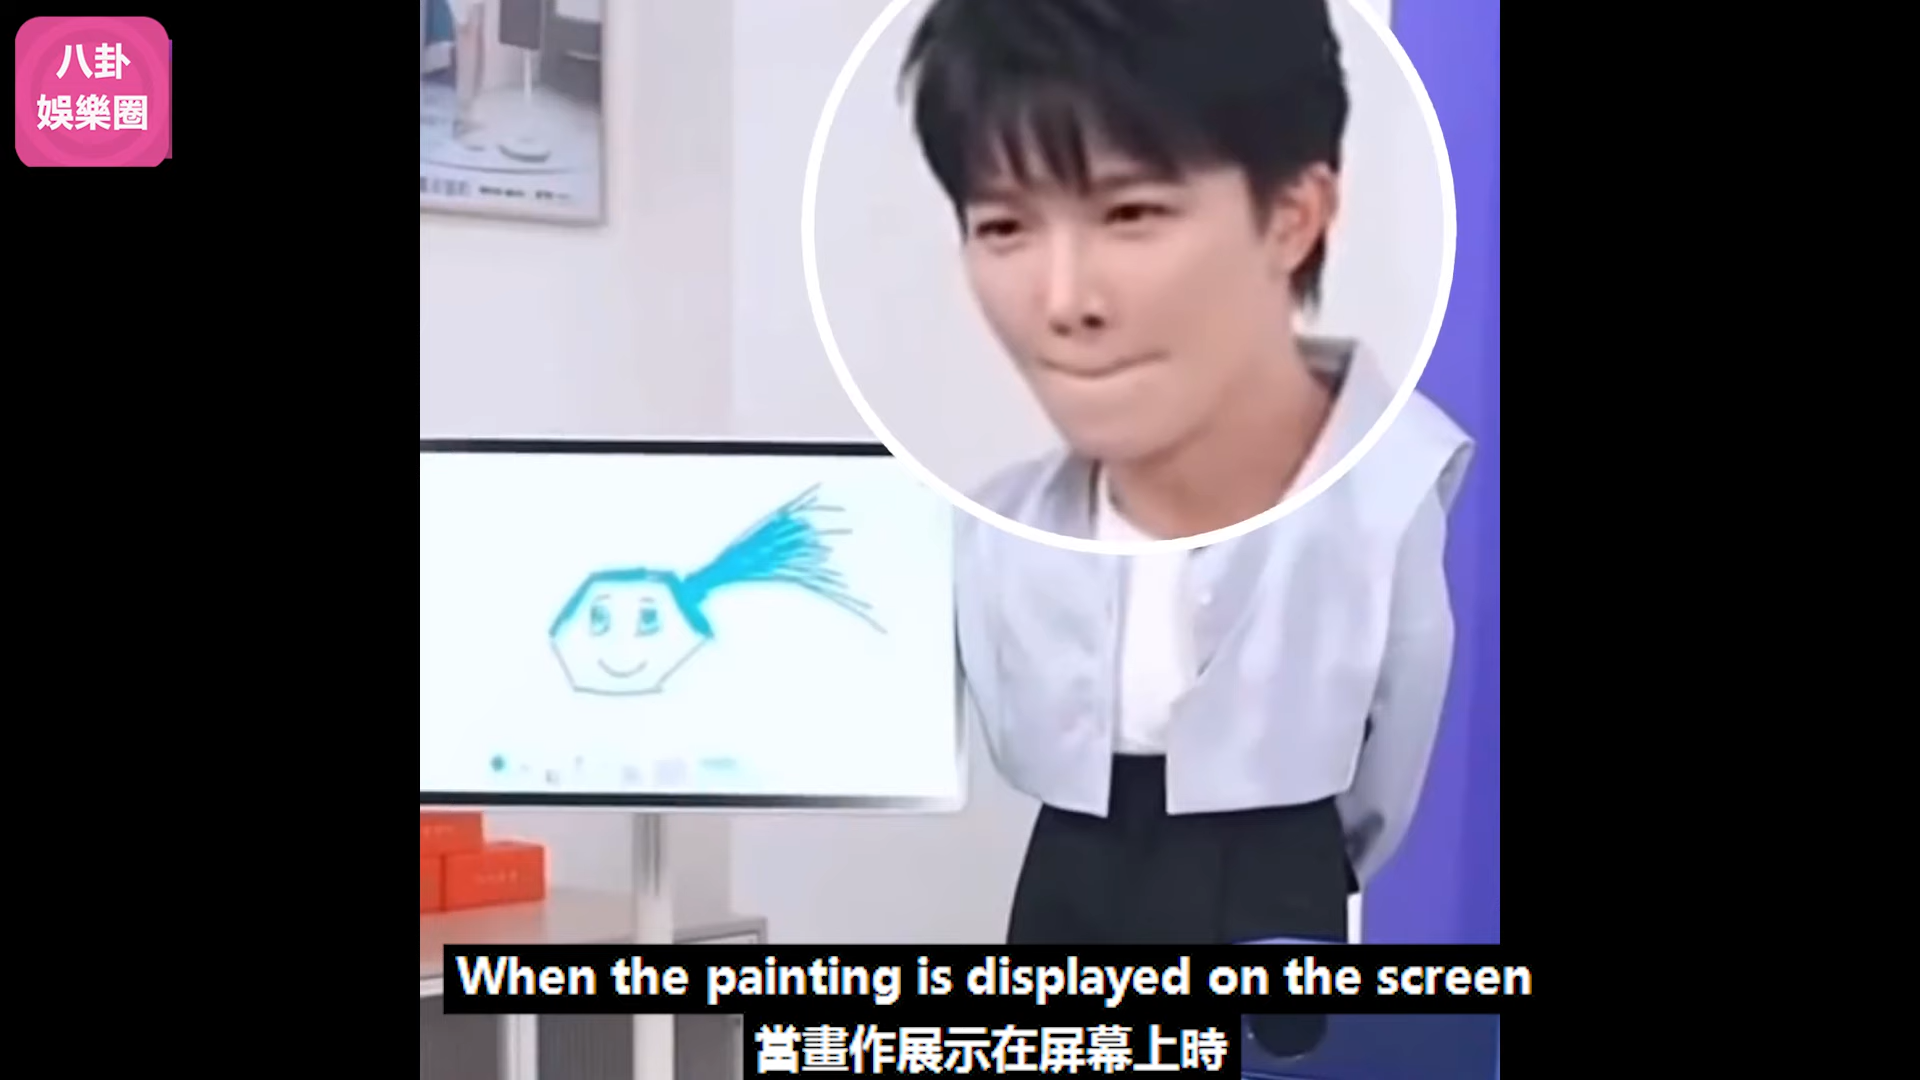 八卦
娛樂圈
When the painting is displayed on the screen
當畫作展示在屏幕上時